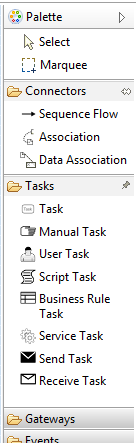 Palette
Select
Marquee
Connectors
Sequence Flow
Association
Data Association
Tasks
Task
Manual Task
User Task
Script Task
Business Rule
Task
Service Task
Send Task
Receive Task
Gateways
Events